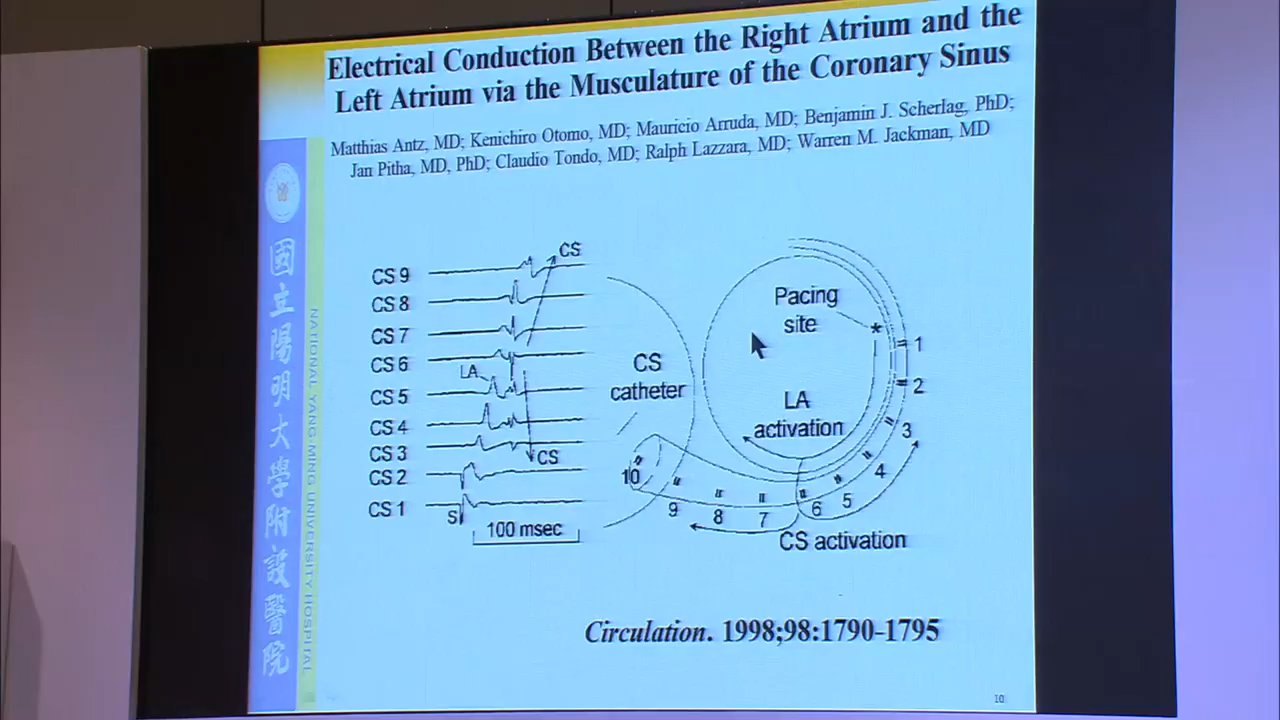 Electrical Conduction Between the Right Atrium and the
Left Atrium via the Musculature of the Coronary Sinus
Matthias Antz, MD; Kenichiro Otomo, MD; Mauricio Arruda, MD; Benjamin J. Scherlag, PhD;
Jan Pitha, MD, PhD; Claudio Tondo, MD; Ralph Lazzara, MD; Warren M. Jackman, MD
國立陽明大學附設醫院
NATIONAL YANG-MING UNIVERSITY HOSPITAL
CS 9
CS 8
CS 7
CS 6
CS 5
CS 4
CS 3
CS 2
CS 1
CS
LA
CS
S
100 msec
CS
catheter
Pacing
site
*
LA
activation
1
2
3
4
5
6
7
8
9
10
CS activation
Circulation. 1998;98:1790-1795
10